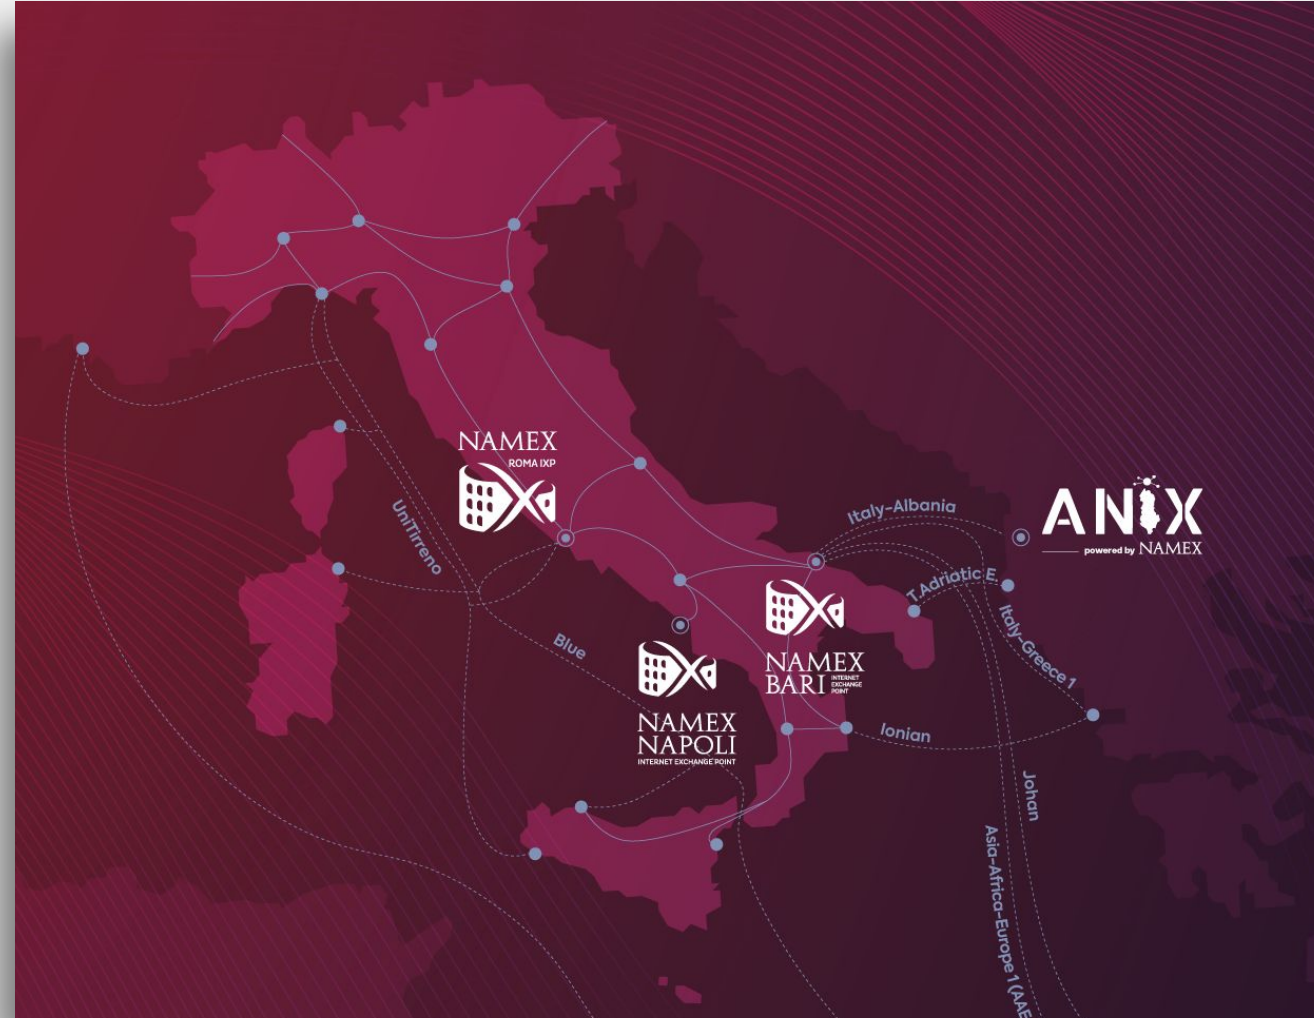 NAMEX
ROMA IXP
UniTirreno
Blue
Italy-Albania
ANIX
powered by NAMEX
T.Adriatic E.
Italy-Greece 1
NAMEX
BARI INTERNET
EXCHANGE
POINT
NAMEX
NAPOLI
INTERNET EXCHANGE POINT
Ionian
Johan
Asia-Africa-Europe 1 (AAE